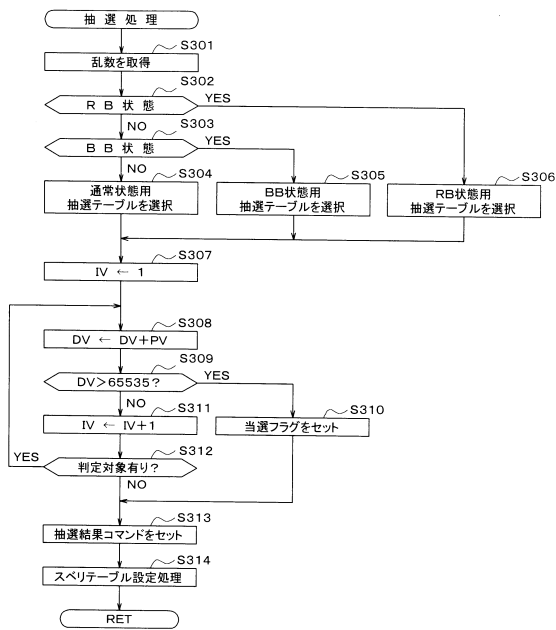 抽選処理
S301
乱数を取得
S302
RB状態
YES
NO
S303
BB状態
YES
NO
S304
通常状態用
抽選テーブルを選択
S305
BB状態用
抽選テーブルを選択
S306
RB状態用
抽選テーブルを選択
S307
IV ← 1
S308
DV ← DV+PV
S309
DV>65535?
YES
NO
S310
当選フラグをセット
S311
IV ← IV+1
S312
判定対象有り?
YES
NO
S313
抽選結果コマンドをセット
S314
スベリテーブル設定処理
RET